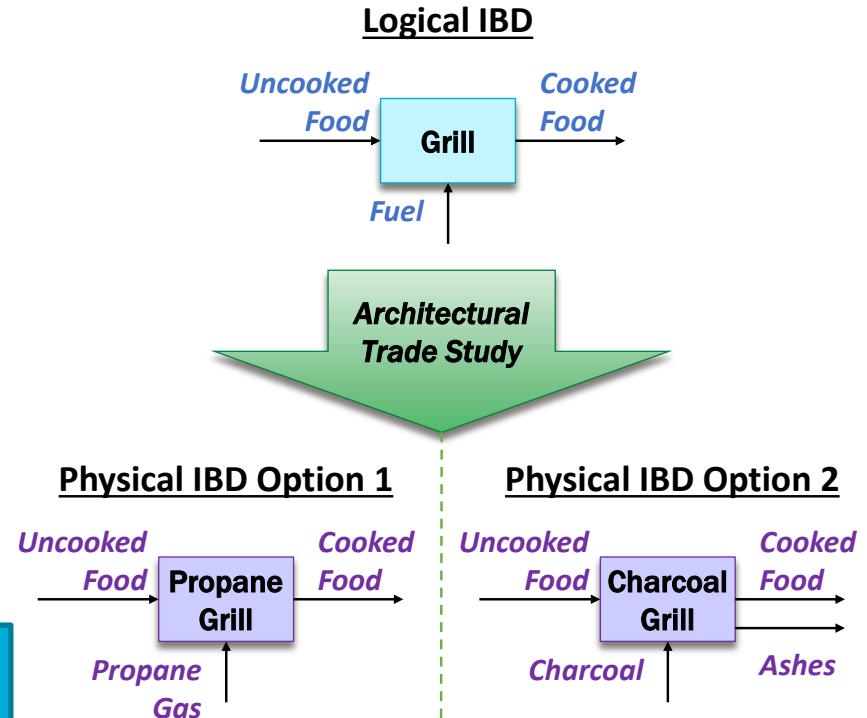 Logical IBD
Uncooked
Food
Grill
Cooked
Food
Fuel
Architectural
Trade Study
Physical IBD Option 1
Uncooked
Food
Propane
Grill
Cooked
Food
Propane
Gas
Physical IBD Option 2
Uncooked
Food
Charcoal
Grill
Cooked
Food
Charcoal
Ashes